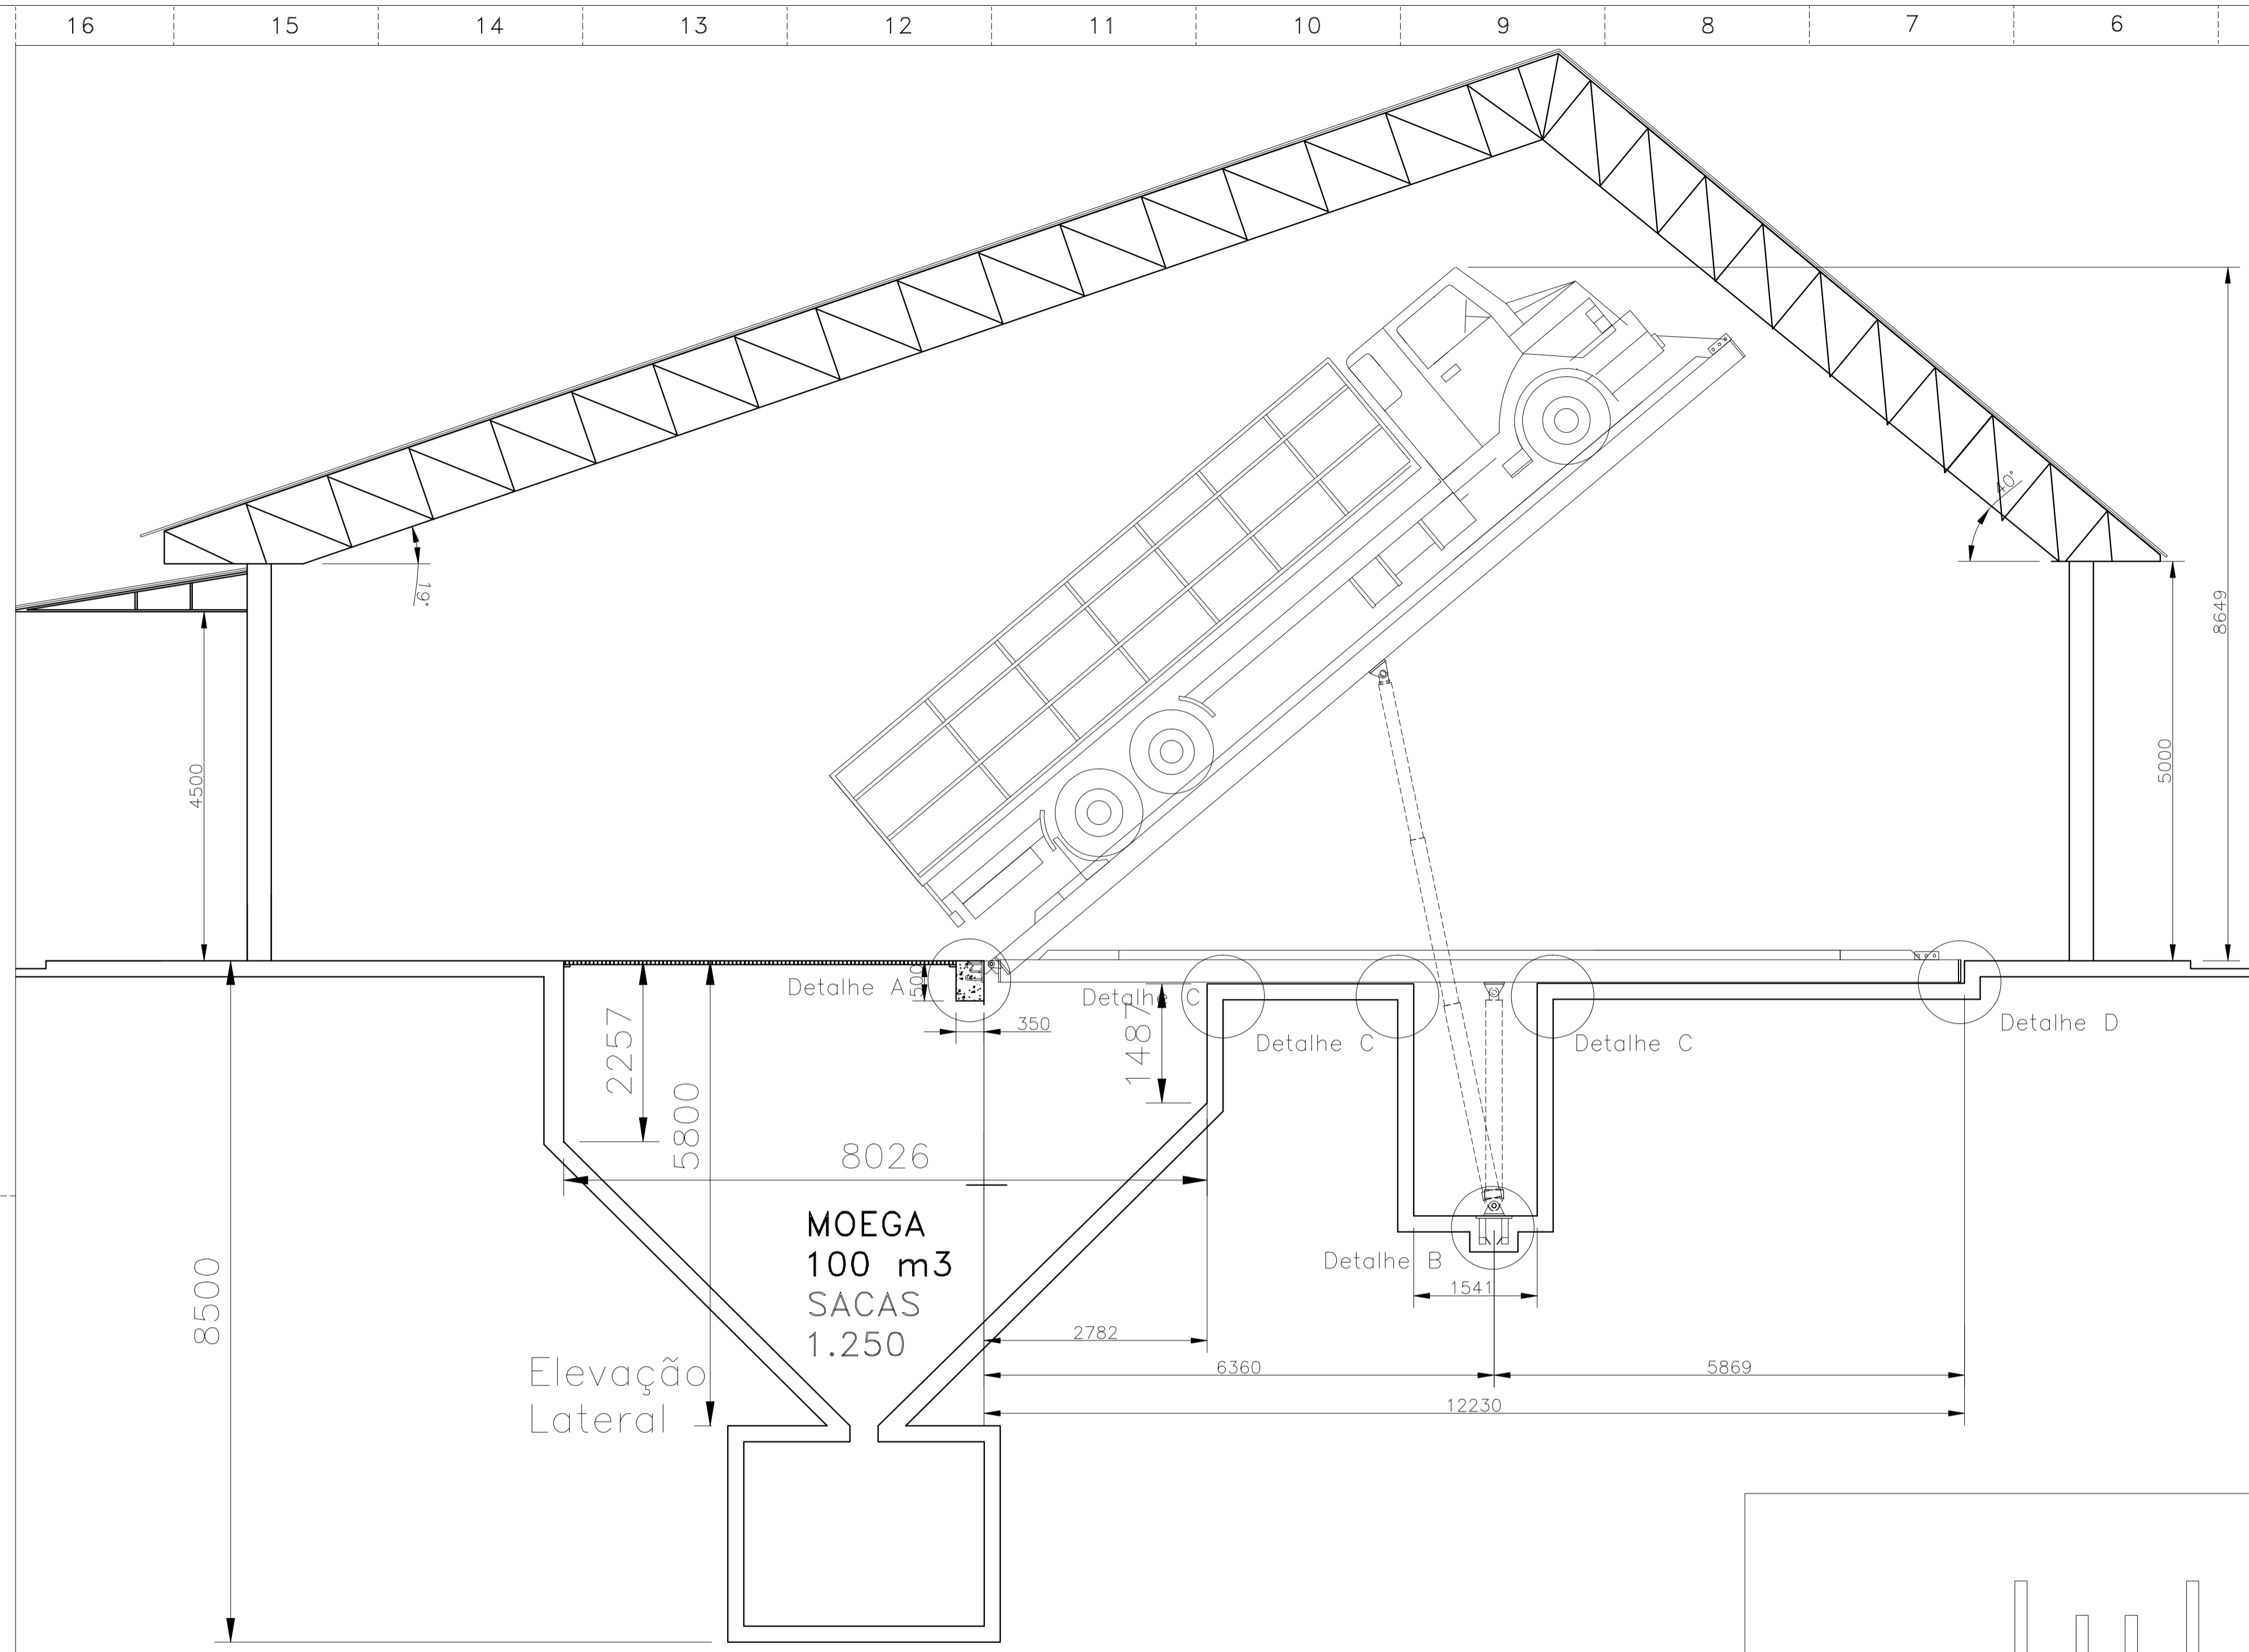 16 15 14 13 12 11 10 9 8 7 6
19°
40°
8649
4500
5000
Detalhe A
500
350
Detalhe C
1487
Detalhe C
Detalhe C
Detalhe D
2257
5800
8026
MOEGA
100 m3
SACAS
1.250
Detalhe B
1541
8500
2782
Elevação
Lateral
6360
5869
12230